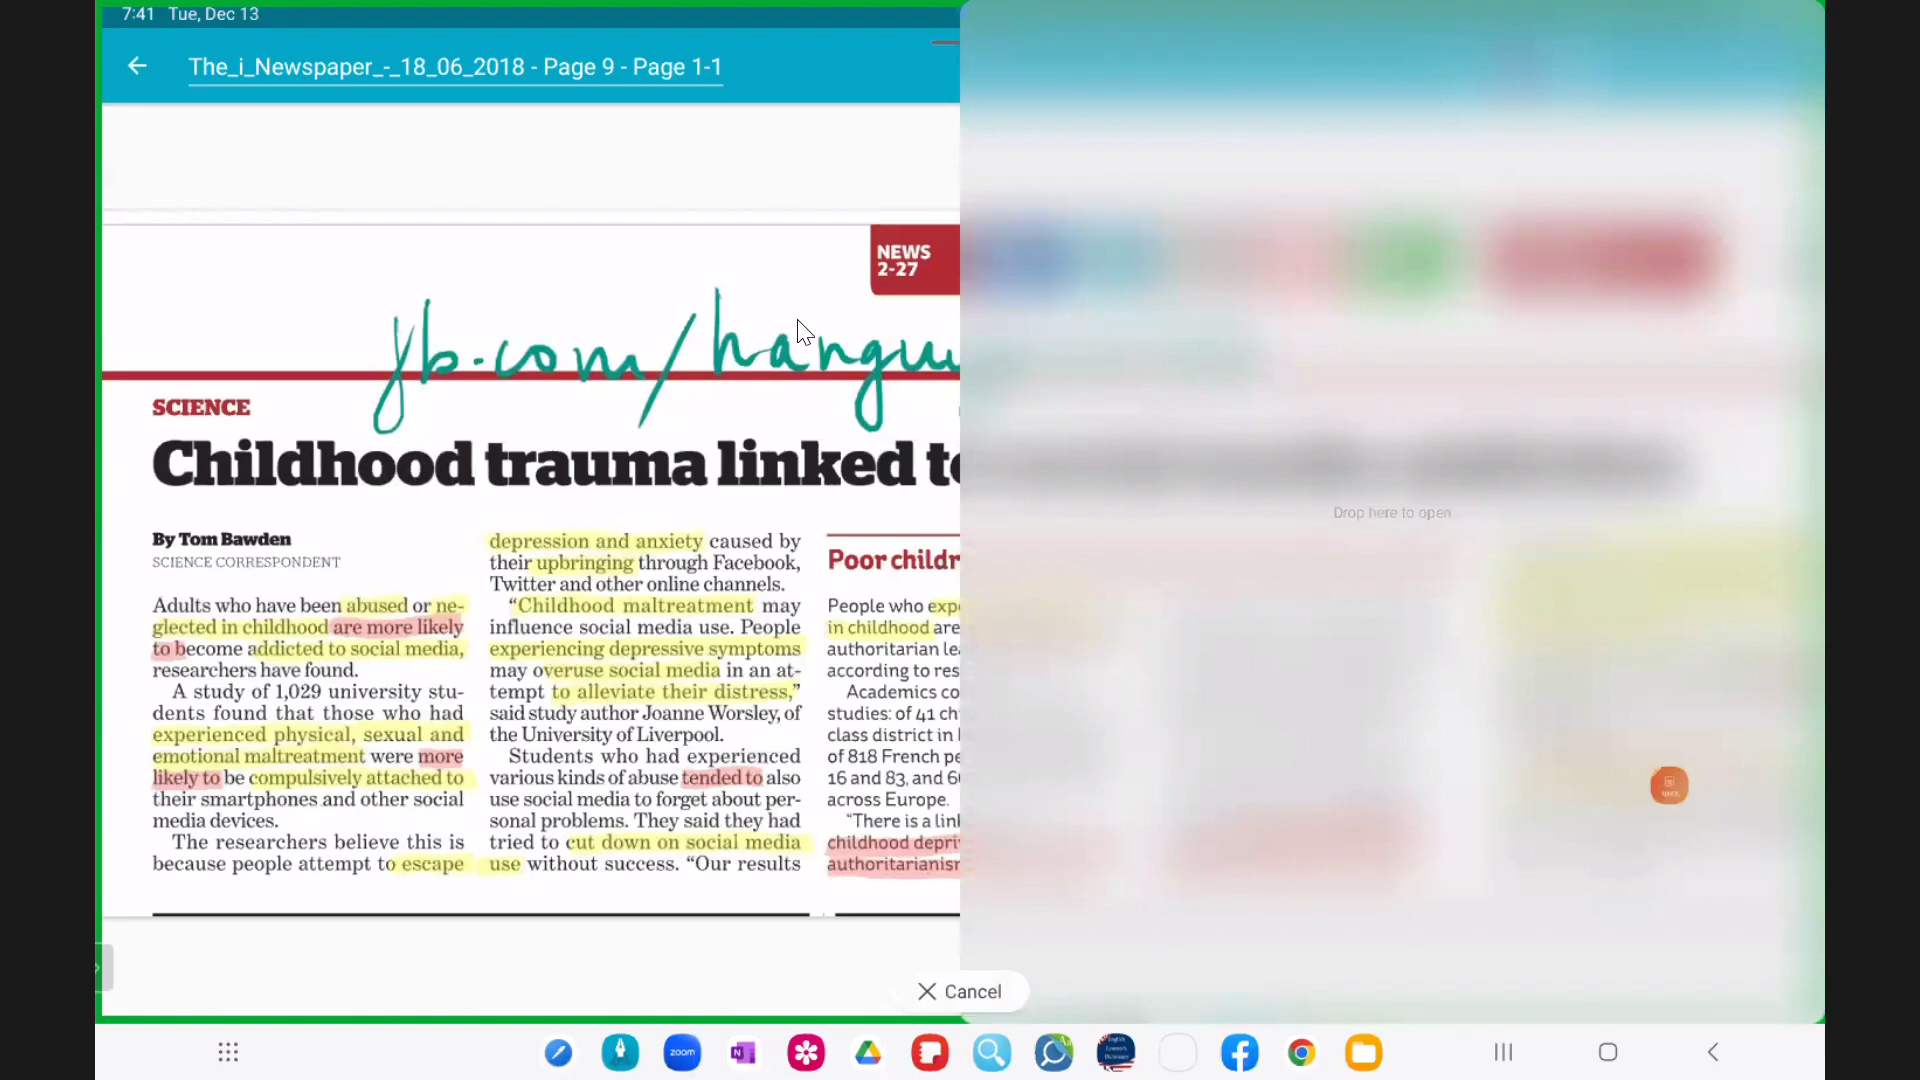 7:41 Tue, Dec 13
The_i_Newspaper_-_18_06_2018 - Page 9 - Page 1-1
NEWS
2-27
SCIENCE
Childhood trauma linked t
By Tom Bawden
SCIENCE CORRESPONDENT
Adults who have been abused or ne-
glected in childhood are more likely
to become addicted to social media,
researchers have found.
A study of 1,029 university stu-
dents found that those who had
experienced physical, sexual and
emotional maltreatment were more
likely to be compulsively attached to
their smartphones and other social
media devices.
The researchers believe this is
because people attempt to escape
depression and anxiety caused by
their upbringing through Facebook,
Twitter and other online channels.
“Childhood maltreatment may
influence social media use. People
experiencing depressive symptoms
may overuse social media in an at-
tempt to alleviate their distress,”
said study author Joanne Worsley, of
the University of Liverpool.
Students who had experienced
various kinds of abuse tended to also
use social media to forget about per-
sonal problems. They said they had
tried to cut down on social media
use without success. “Our results
Poor childr
People who exp
in childhood are
authoritarian lea
according to res
Academics co
studies: of 41 ch
class district in
of 818 French pe
16 and 83, and 6
across Europe.
“There is a link
childhood depri
authoritarianism
Drop here to open
Cancel
zoom
English
Dictionary